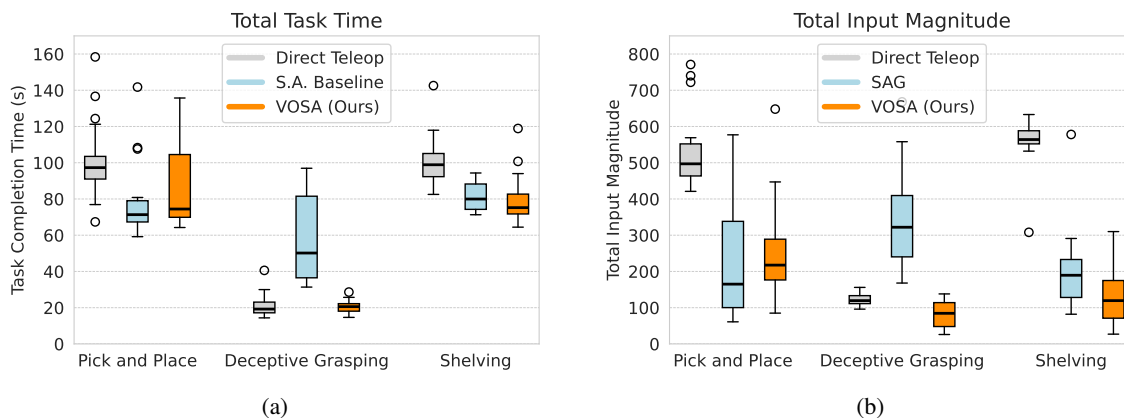 Total Task Time
Task Completion Time (s)
160
140
120
100
80
60
40
20
0
Direct Teleop
S.A. Baseline
VOSA (Ours)
Pick and Place
Deceptive Grasping
Shelving
(a)
Total Input Magnitude
Total Input Magnitude
800
700
600
500
400
300
200
100
0
Direct Teleop
SAG
VOSA (Ours)
Pick and Place
Deceptive Grasping
Shelving
(b)